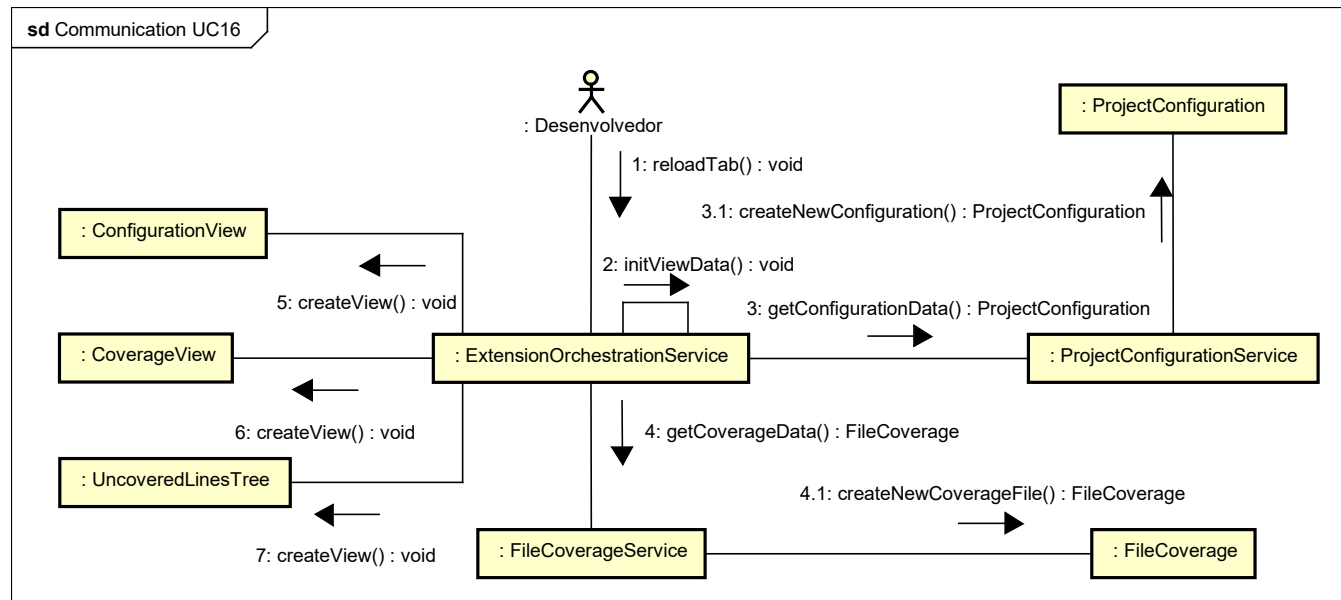 sd Communication UC16
: Desenvolvedor
: ProjectConfiguration
1: reloadTab() : void
3.1: createNewConfiguration() : ProjectConfiguration
: ConfigurationView
2: initViewData() : void
5: createView() : void
3: getConfigurationData() : ProjectConfiguration
: CoverageView
: ExtensionOrchestrationService
: ProjectConfigurationService
6: createView() : void
4: getCoverageData() : FileCoverage
: UncoveredLinesTree
4.1: createNewCoverageFile() : FileCoverage
7: createView() : void
: FileCoverageService
: FileCoverage